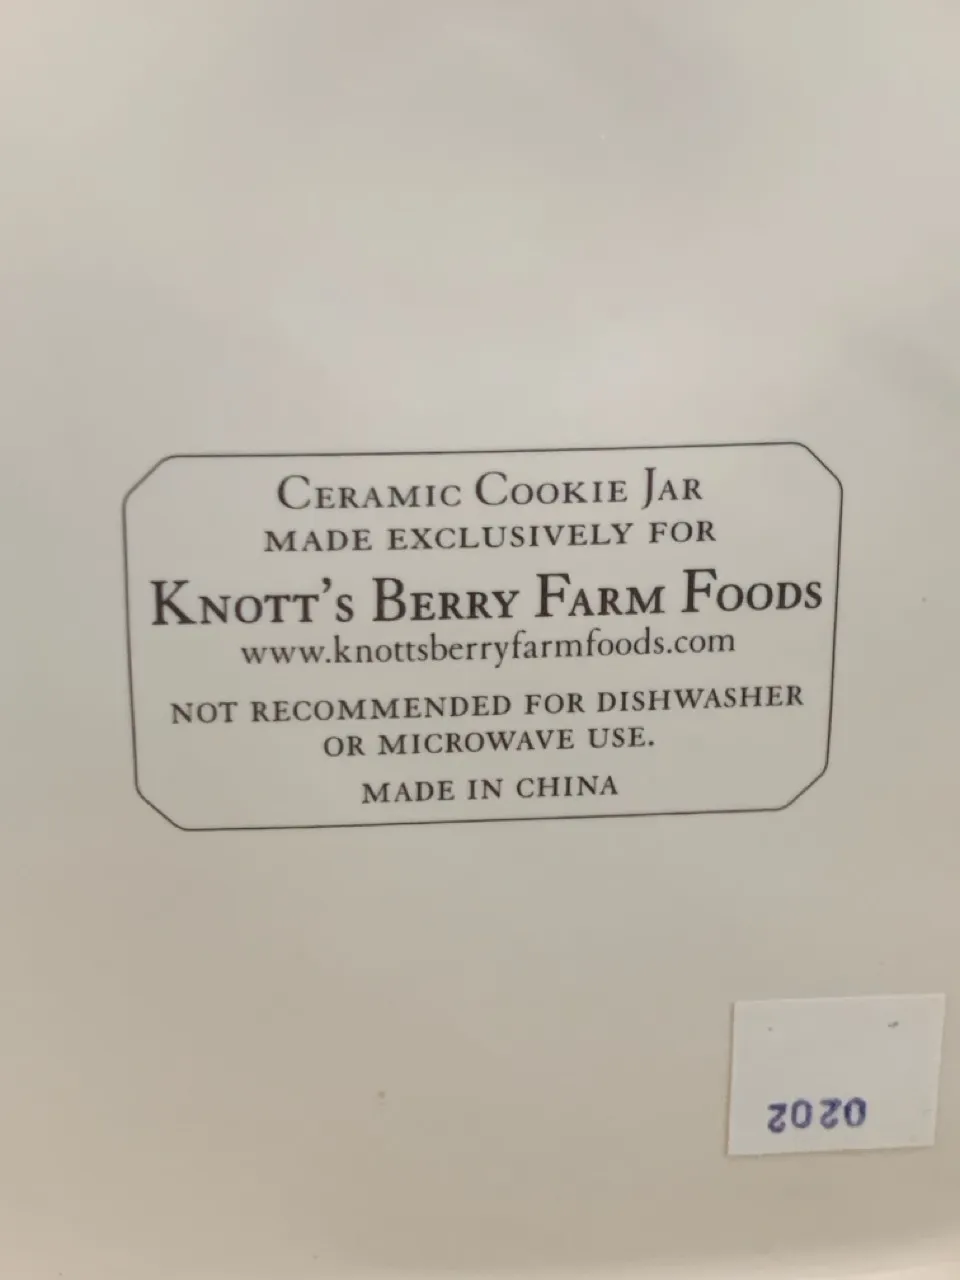 CERAMIC COOKIE JAR
MADE EXCLUSIVELY FOR
KNOTT'S BERRY FARM FOODS
www.knottsberryfarmfoods.com
NOT RECOMMENDED FOR DISHWASHER
OR MICROWAVE USE.
MADE IN CHINA
0202